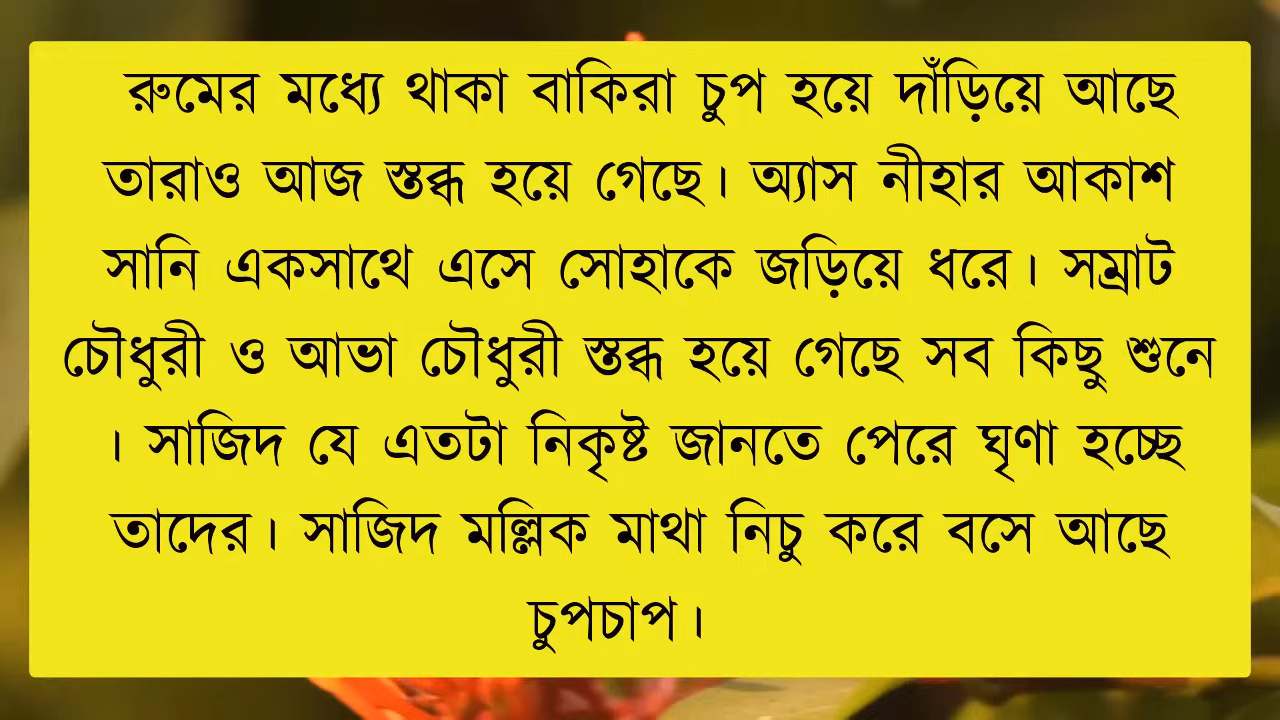 রুমের মধ্যে থাকা বাকিরা চুপ হয়ে দাঁড়িয়ে আছে
তারাও আজ স্তব্ধ হয়ে গেছে। অ্যাস নীহার আকাশ
সানি একসাথে এসে সোহাকে জড়িয়ে ধরে। সম্রাট
চৌধুরী ও আভা চৌধুরী স্তব্ধ হয়ে গেছে সব কিছু শুনে
। সাজিদ যে এতটা নিকৃষ্ট জানতে পেরে ঘৃণা হচ্ছে
তাদের। সাজিদ মল্লিক মাথা নিচু করে বসে আছে
চুপচাপ।